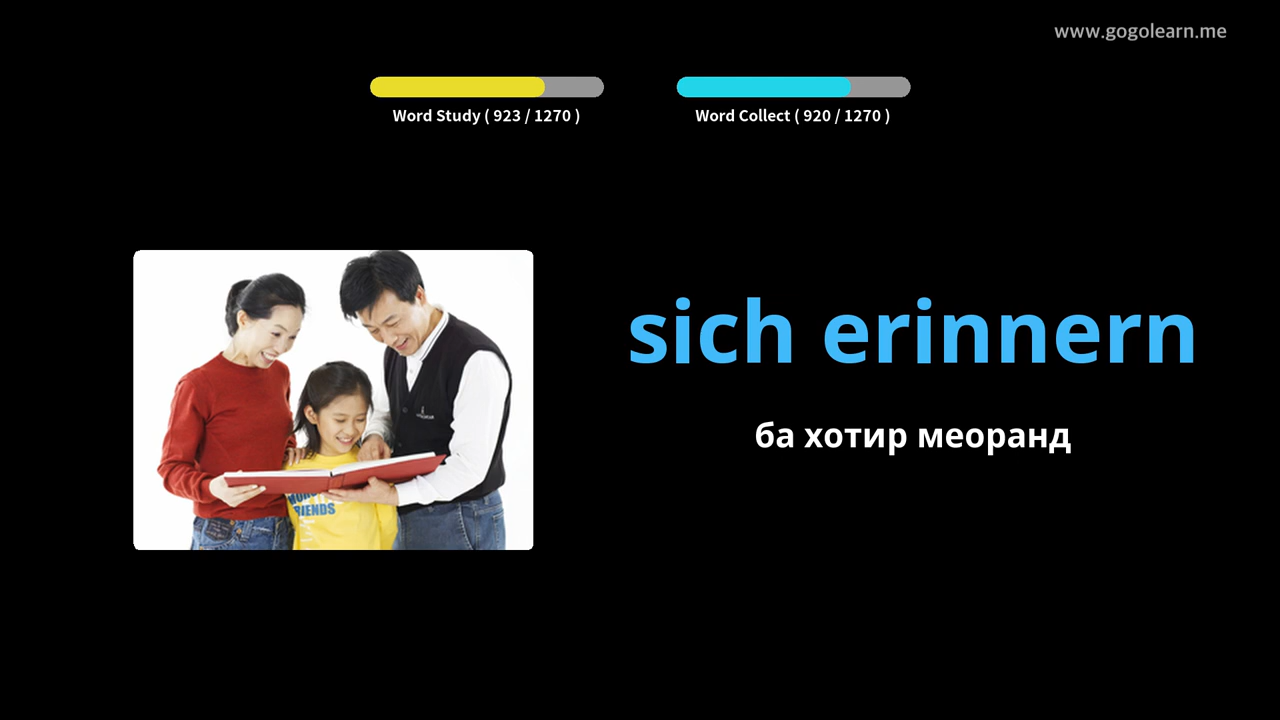 www.gogolearn.me
Word Study ( 923 / 1270 )
Word Collect ( 920 / 1270 )
sich erinnern
ба хотир меоранд